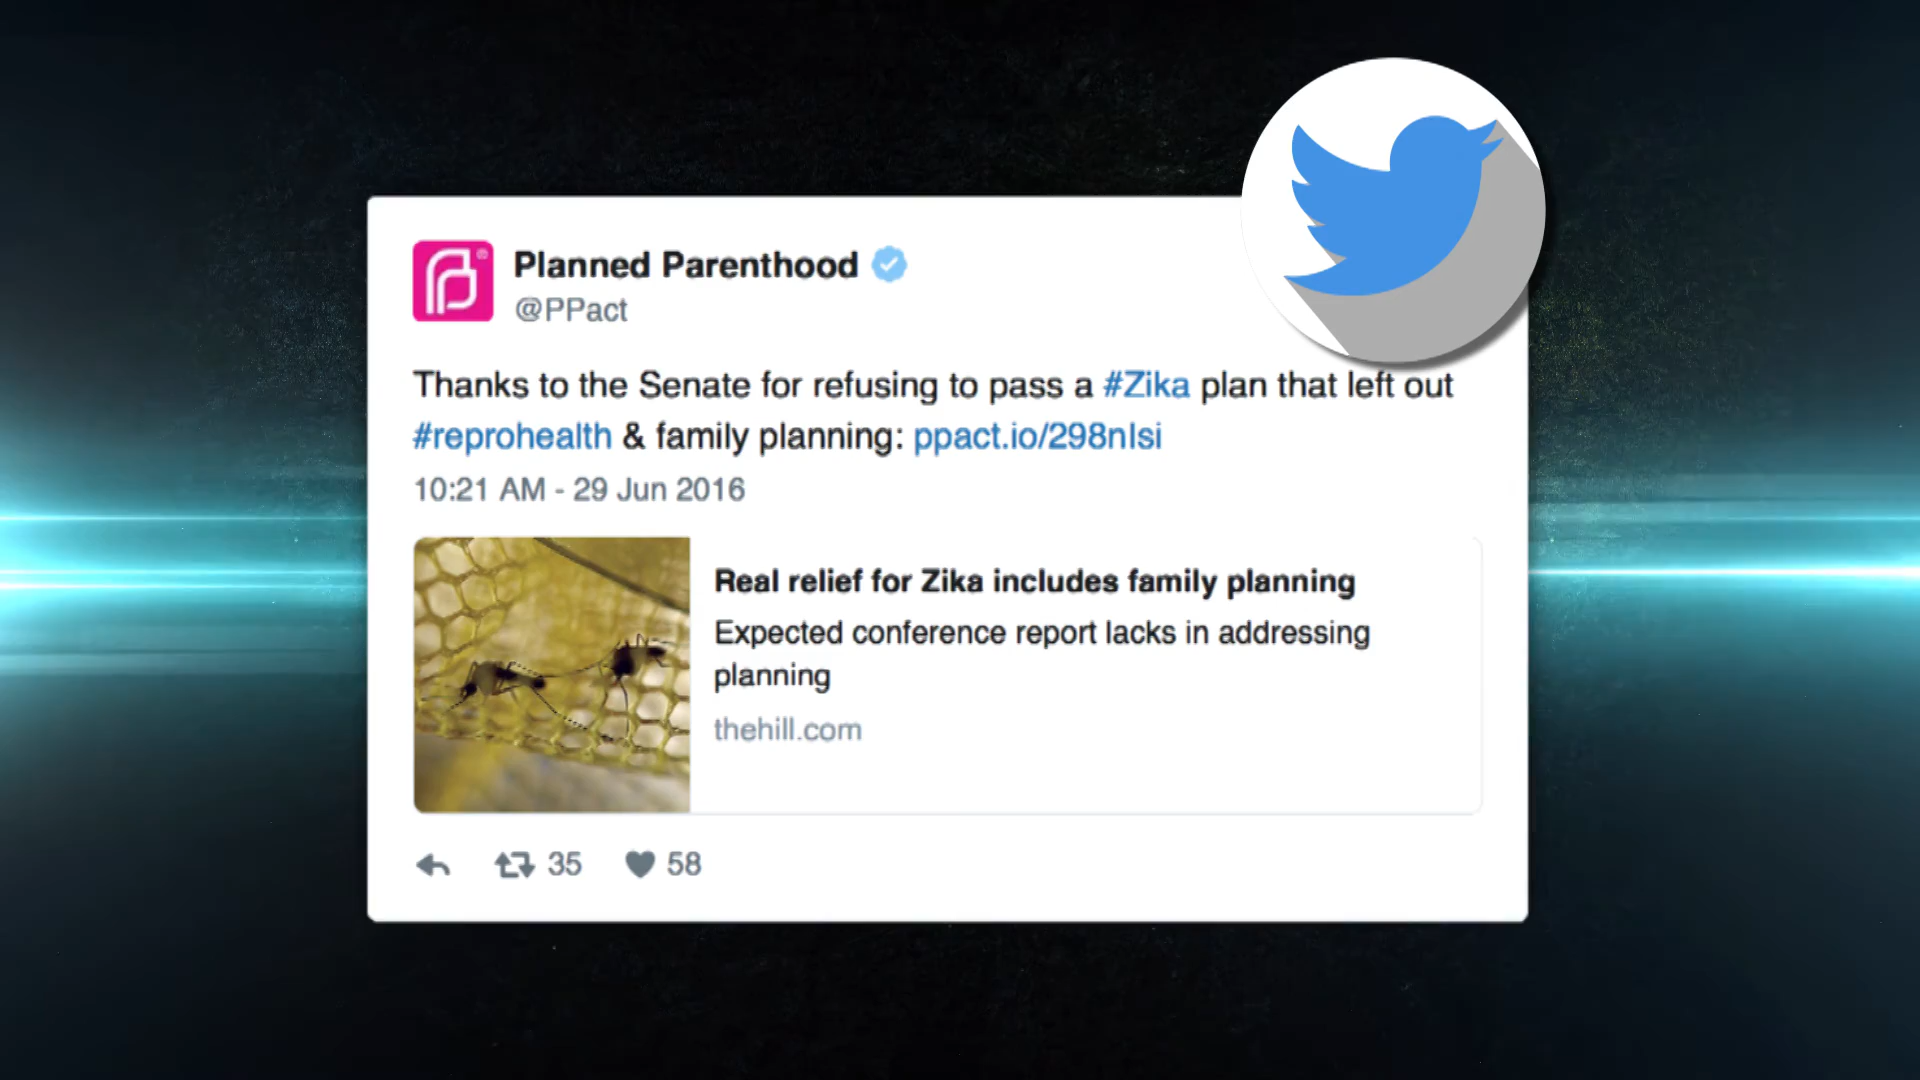 Planned Parenthood
@PPact
Thanks to the Senate for refusing to pass a #Zika plan that left out
#reprohealth & family planning: ppact.io/298nIsi
10:21 AM - 29 Jun 2016
Real relief for Zika includes family planning
Expected conference report lacks in addressing
planning
thehill.com
35 58